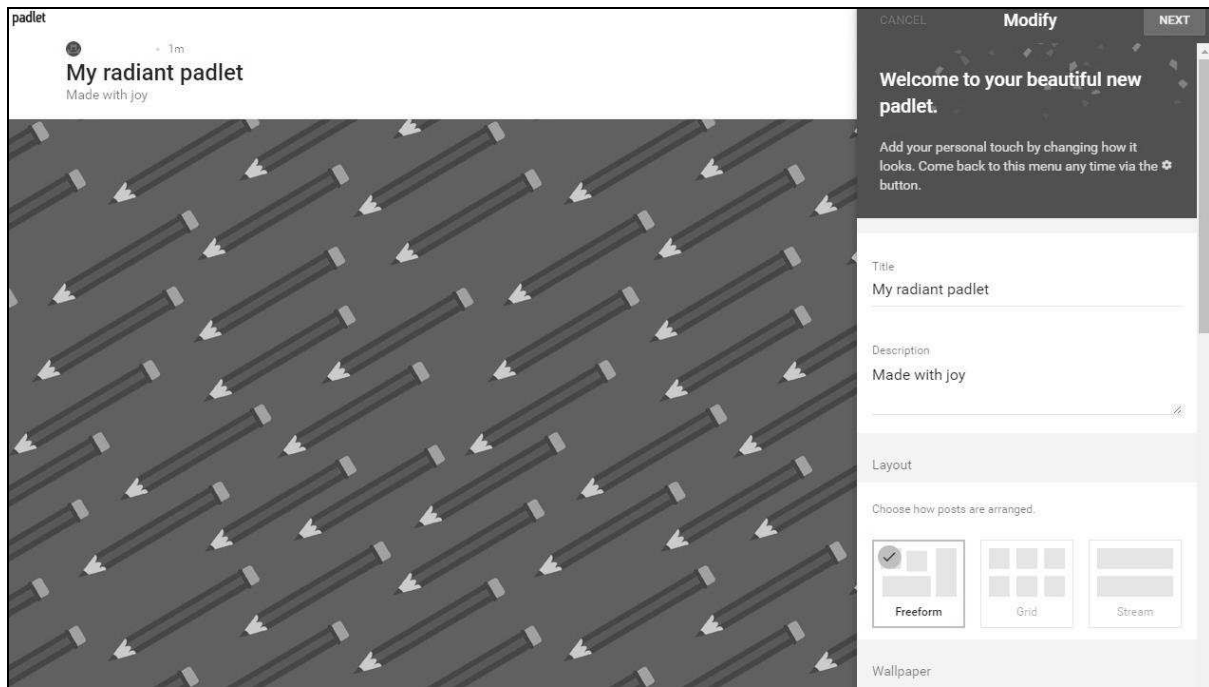 padlet
1m
My radiant padlet
Made with joy
CANCEL
Modify
NEXT
Welcome to your beautiful new
padlet.
Add your personal touch by changing how it
looks. Come back to this menu any time via the
button.
Title
My radiant padlet
Description
Made with joy
Layout
Choose how posts are arranged.
Freeform
Grid
Stream
Wallpaper